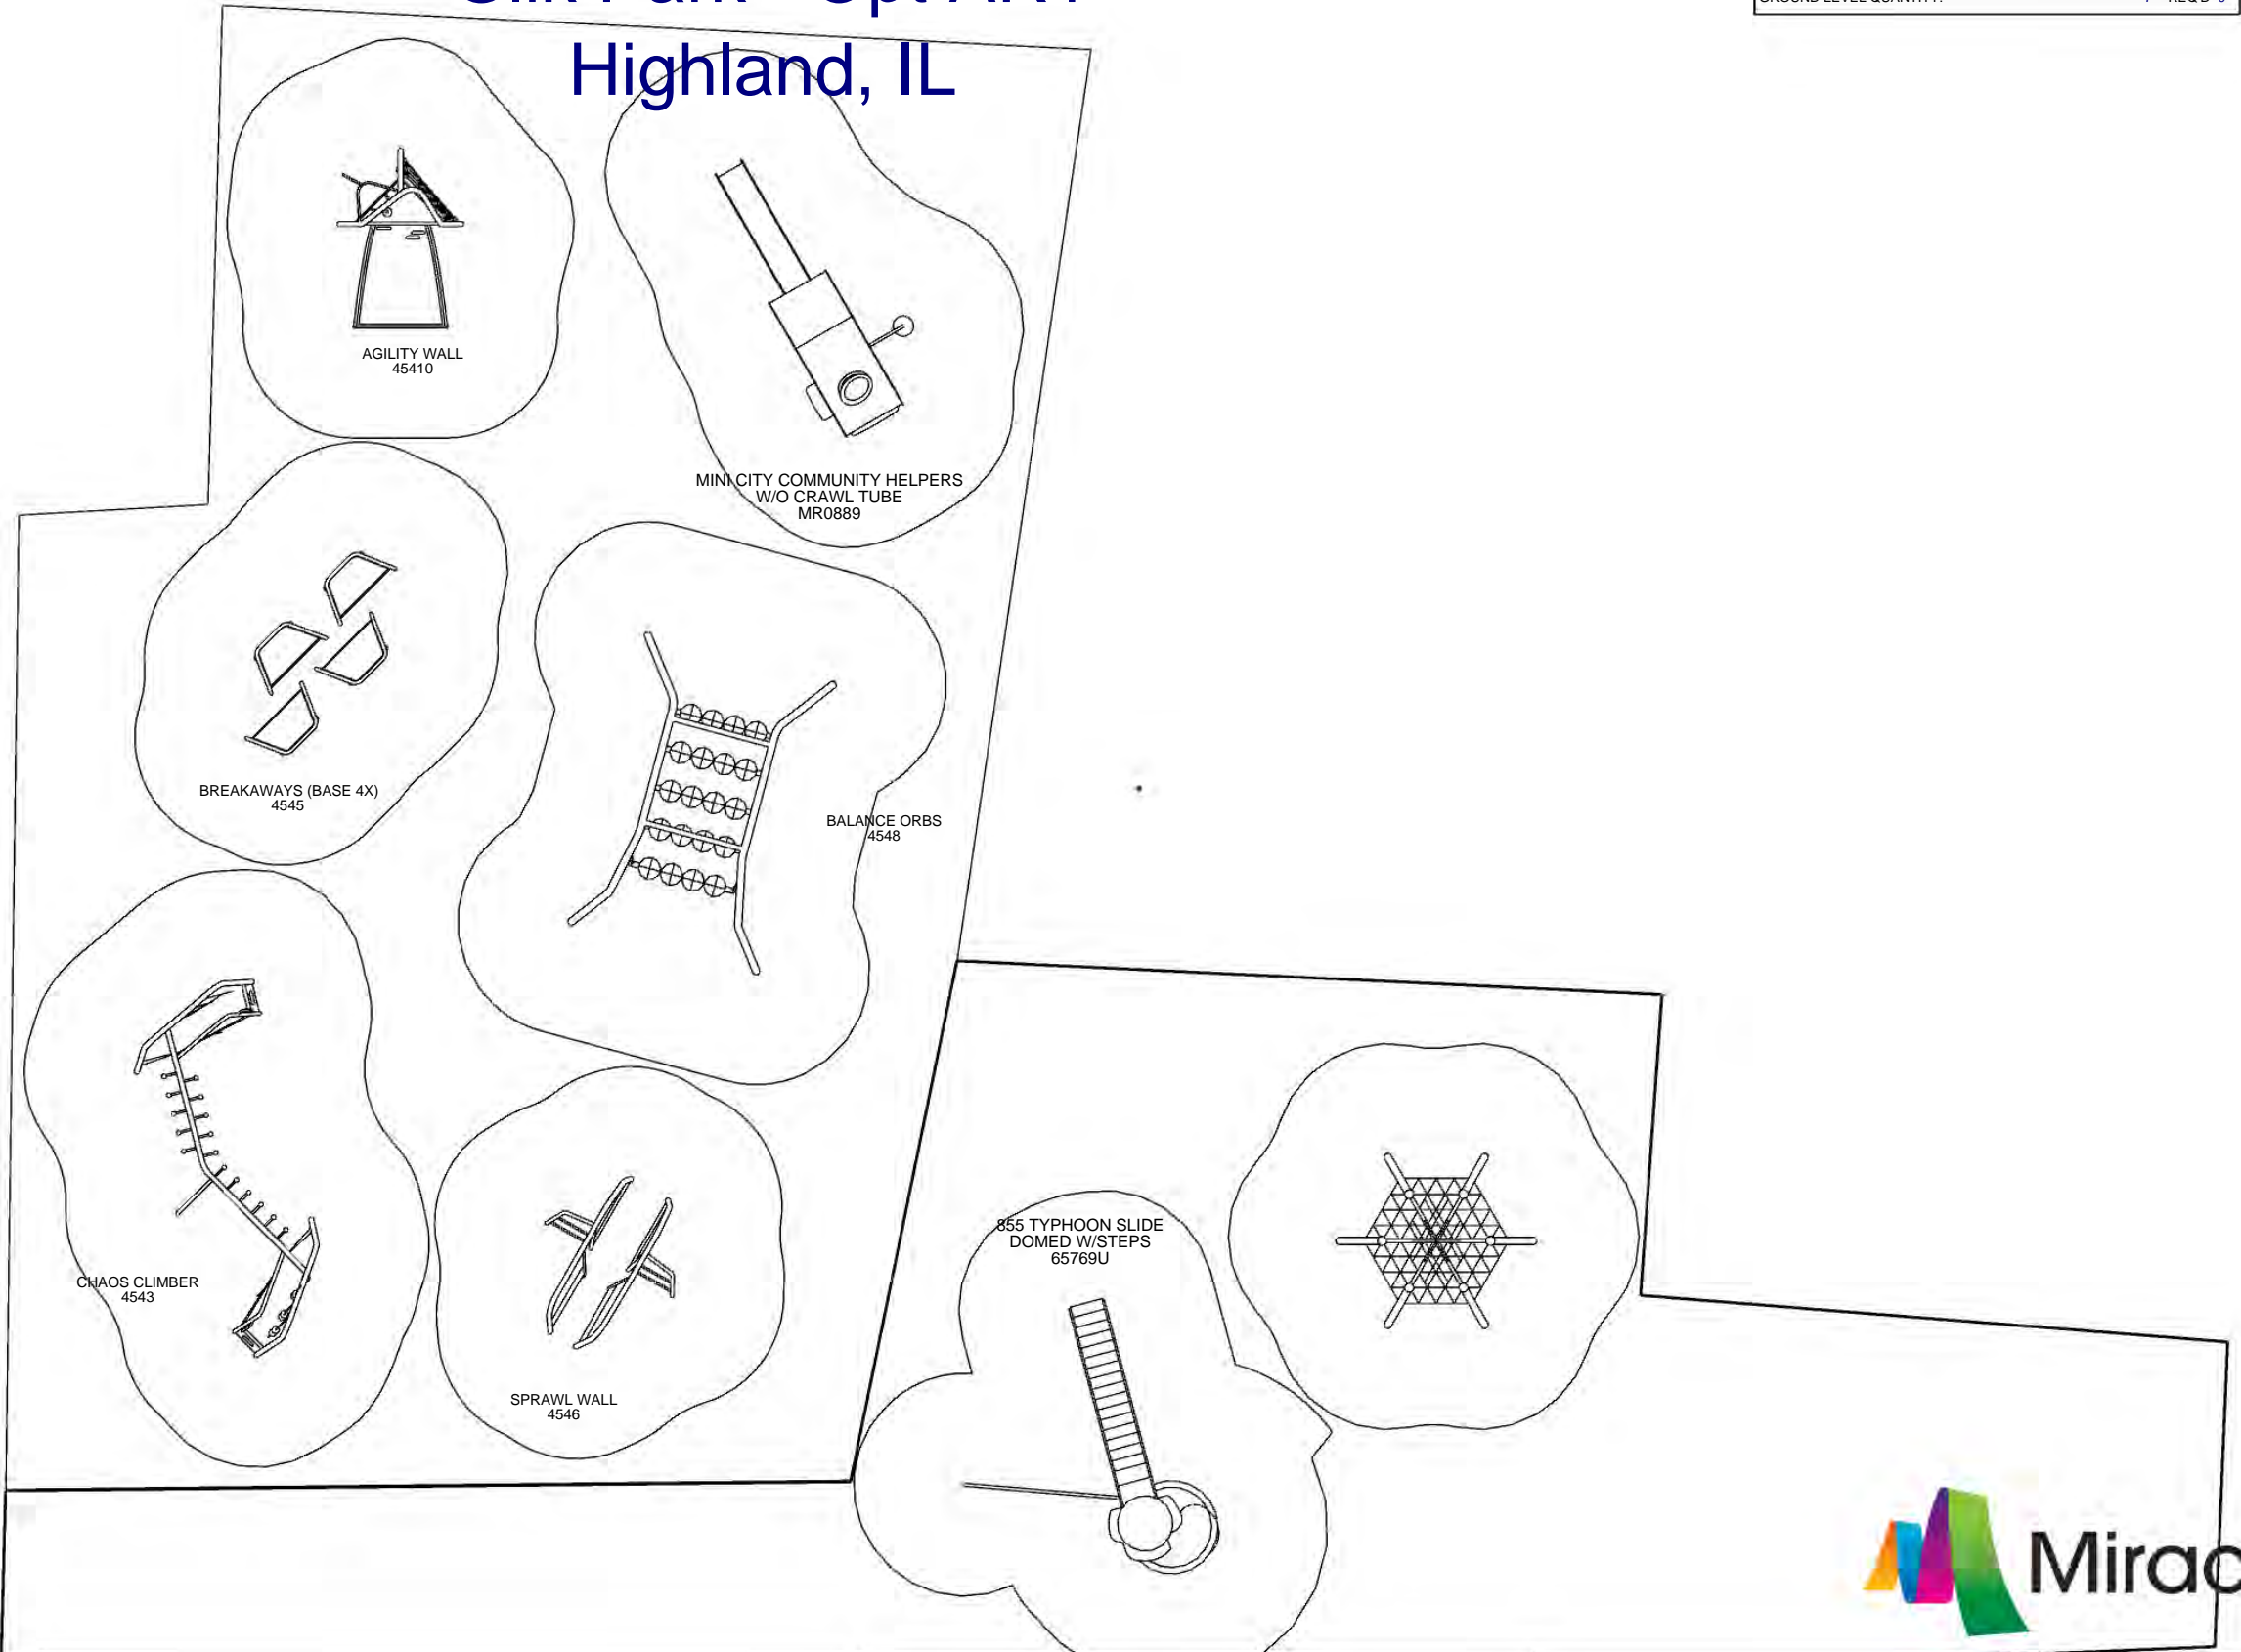 Highland, IL
AGILITY WALL
45410
MINI CITY COMMUNITY HELPERS
W/O CRAWL TUBE
MR0889
BREAKAWAYS (BASE 4X)
4545
BALANCE ORBS
4548
855 TYPHOON SLIDE
DOMED W/STEPS
65769U
CHAOS CLIMBER
4543
SPRAWL WALL
4546
Mirac